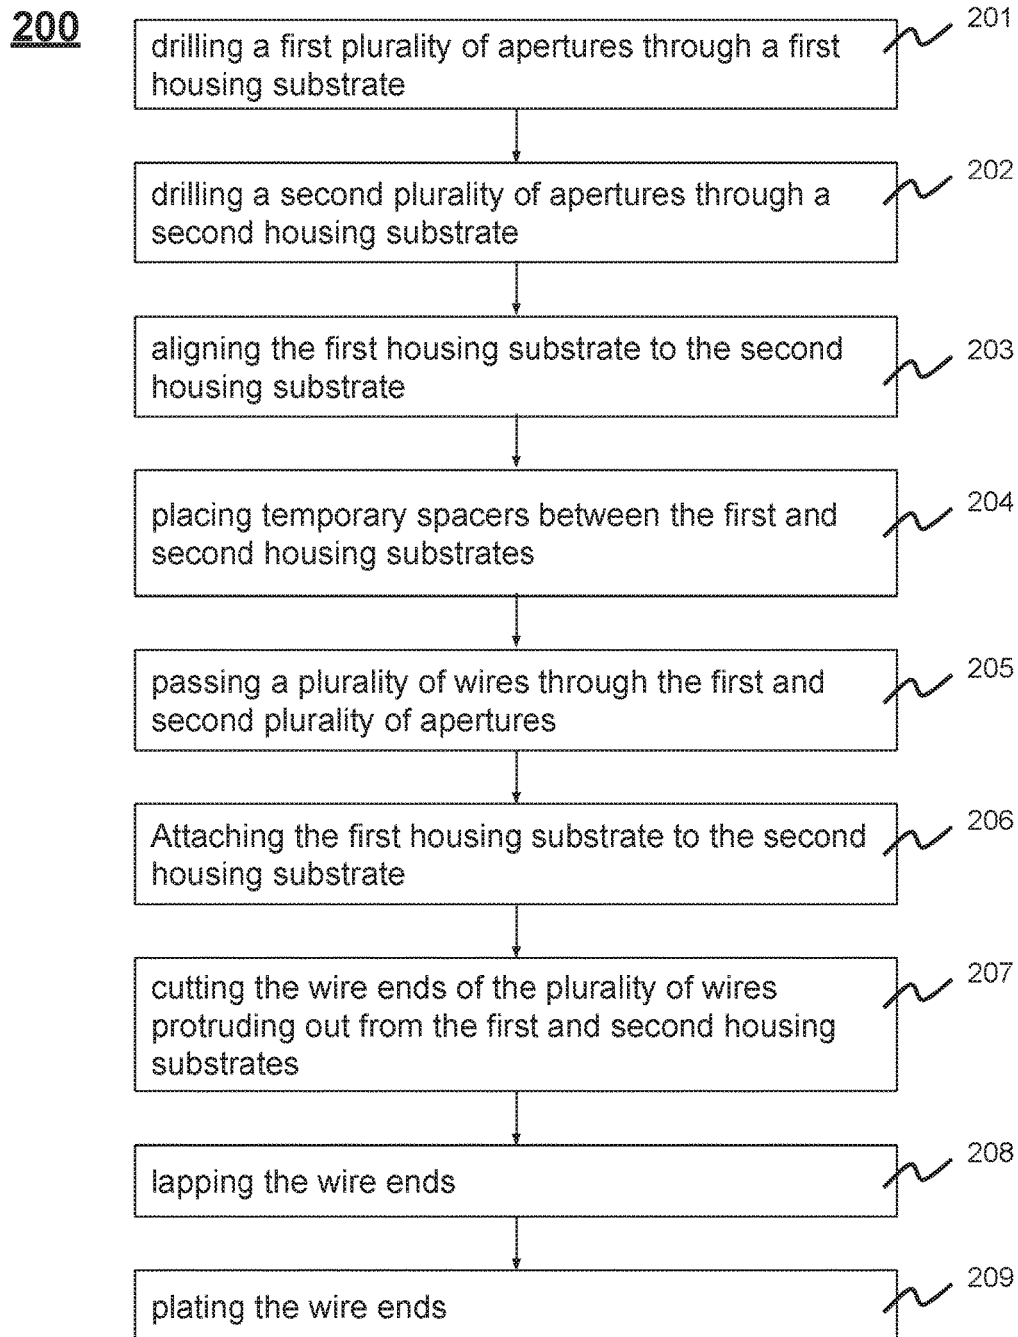 200
drilling a first plurality of apertures through a first
housing substrate
201
drilling a second plurality of apertures through a
second housing substrate
202
aligning the first housing substrate to the second
housing substrate
203
placing temporary spacers between the first and
second housing substrates
204
passing a plurality of wires through the first and
second plurality of apertures
205
Attaching the first housing substrate to the second
housing substrate
206
cutting the wire ends of the plurality of wires
protruding out from the first and second housing
substrates
207
lapping the wire ends
208
plating the wire ends
209